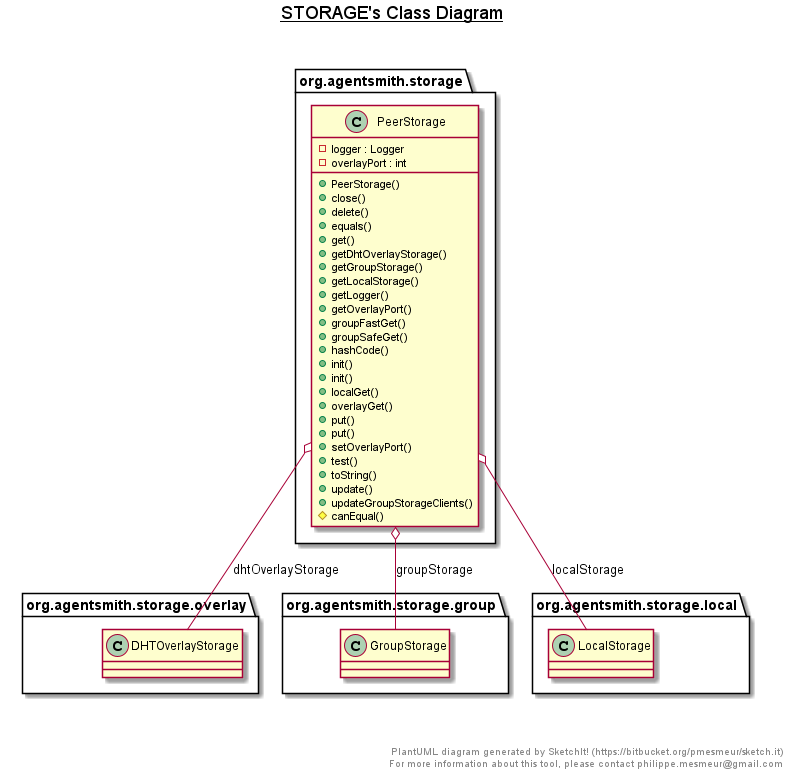 STORAGE's Class Diagram
org.agentsmith.storage
C PeerStorage
logger : Logger
overlayPort : int
PeerStorage()
close()
delete()
equals()
get()
getDhtOverlayStorage()
getGroupStorage()
getLocalStorage()
getLogger()
getOverlayPort()
groupFastGet()
groupSafeGet()
hashCode()
init()
init()
localGet()
overlayGet()
put()
put()
setOverlayPort()
test()
toString()
update()
updateGroupStorageClients()
canEqual()
dhtOverlayStorage
groupStorage
localStorage
org.agentsmith.storage.overlay
C DHTOverlayStorage
org.agentsmith.storage.group
C GroupStorage
org.agentsmith.storage.local
C LocalStorage
PlantUML diagram generated by SketchIt! (https://bitbucket.org/pmesmeur/sketch.it)
For more information about this tool, please contact philippe.mesmeur@gmail.com